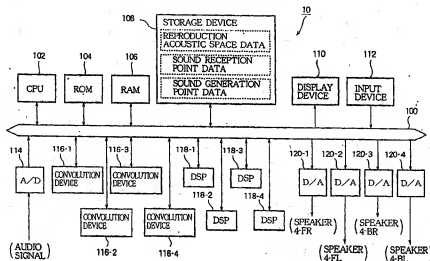 108
STORAGE DEVICE
REPRODUCTION
ACOUSTIC SPACE DATA
SOUND RECEPTION
POINT DATA
SOUND GENERATION
POINT DATA
10
102
104
106
110
112
CPU
ROM
RAM
DISPLAY
DEVICE
INPUT
DEVICE
100
114
116-1
116-3
118-1
118-3
120-1
120-2
120-3
120-4
A/D
CONVOLUTION
DEVICE
CONVOLUTION
DEVICE
DSP
DSP
D/A
D/A
D/A
D/A
118-2
118-4
CONVOLUTION
DEVICE
CONVOLUTION
DEVICE
DSP
DSP
116-2
116-4
(AUDIO
SIGNAL)
(SPEAKER
4-FR)
(SPEAKER
4-BR)
(SPEAKER
4-FL)
(SPEAKER
4-BL)